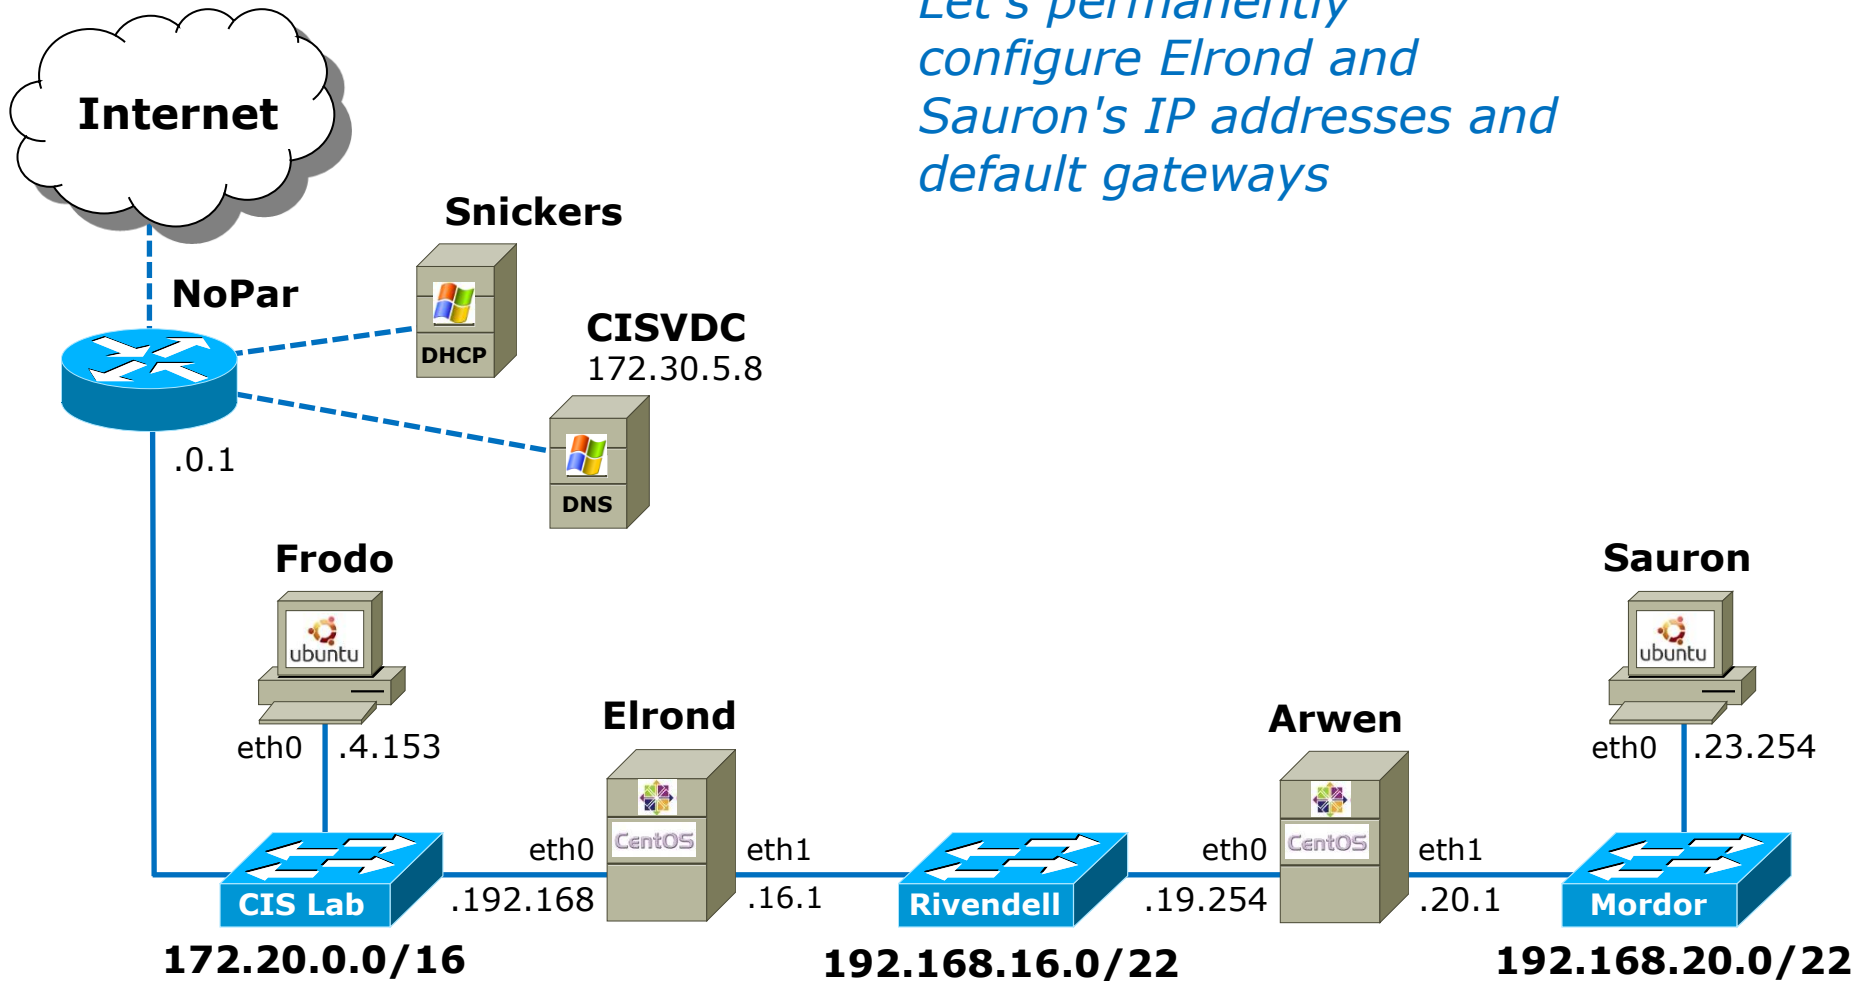 Let's permanently
configure Elrond and
Sauron's IP addresses and
default gateways
Internet
Snickers
NoPar
DHCP
CISVDC
172.30.5.8
DNS
.0.1
Frodo
ubuntu
eth0
.4.153
Sauron
ubuntu
eth0
.23.254
Elrond
CentOS
eth0
.192.168
eth1
.16.1
Arwen
CentOS
eth0
.19.254
eth1
.20.1
CIS Lab
172.20.0.0/16
Rivendell
192.168.16.0/22
Mordor
192.168.20.0/22